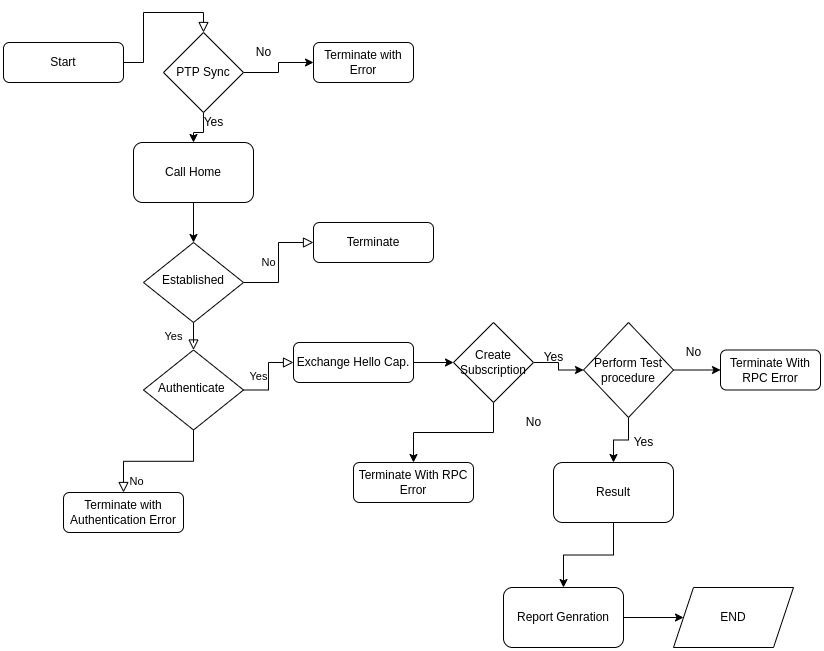 Start
PTP Sync
No
Terminate with
Error
Yes
Call Home
Established
No
Terminate
Yes
Authenticate
Yes
Exchange Hello Cap.
Create
Subscription
Yes
Perform Test
procedure
No
Terminate With
RPC Error
No
Terminate With RPC
Error
Yes
No
Terminate with
Authentication Error
Result
Report Genration
END